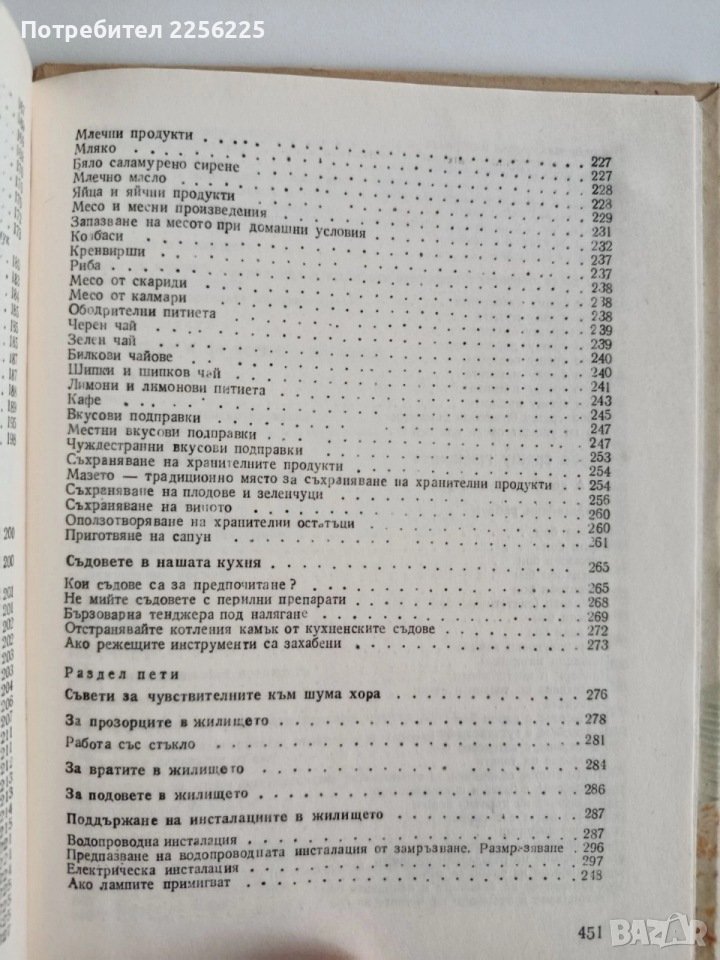 Потребител 2256225
Млечни продукти . . . 227
Мляко . . . 227
Бяло саламурено сирене . . . 228
Млечно масло . . . 228
Яйца и яйчни продукти . . . 229
Месо и месни произведения . . . 231
Запазване на месото при домашни условия . . . 232
Колбаси . . . 237
Кренвирши . . . 237
Риба . . . 238
Месо от скариди . . . 238
Месо от калмари . . . 238
Ободрителни питиета . . . 239
Черен чай . . . 239
Зелен чай . . . 240
Билкови чайове . . . 240
Шипки и шипков чай . . . 241
Лимони и лимонови питиета . . . 243
Кафе . . . 245
Вкусови подправки . . . 247
Местни вкусови подправки . . . 247
Чуждестранни вкусови подправки . . . 253
Съхраняване на хранителните продукти . . . 254
Мазето — традиционно място за съхраняване на хранителни продукти . . 254
Съхраняване на плодове и зеленчуци . . . 256
Съхраняване на виното . . . 260
Оползотворяване на хранителни остатъци . . . 260
Приготвяне на сапун . . . 261
Съдовете в нашата кухня . . . 265
Кои съдове са за предпочитане? . . . 265
Не мийте съдовете с перилни препарати . . . 268
Бързоварна тенджера под налягане . . . 269
Отстранявайте котления камък от кухненските съдове . . . 272
Ако режещите инструменти са захабени . . . 273
Раздел пети
Съвети за чувствителните към шума хора . . . 276
За прозорците в жилището . . . 278
Работа със стъкло . . . 281
За вратите в жилището . . . 284
За подовете в жилището . . . 286
Поддържане на инсталациите в жилището . . . 287
Водопроводна инсталация . . . 287
Предпазване на водопроводната инсталация от замръзване. Размразяване . 296
Електрическа инсталация . . . 297
Ако лампите примигват . . . 248
451
BAZAR